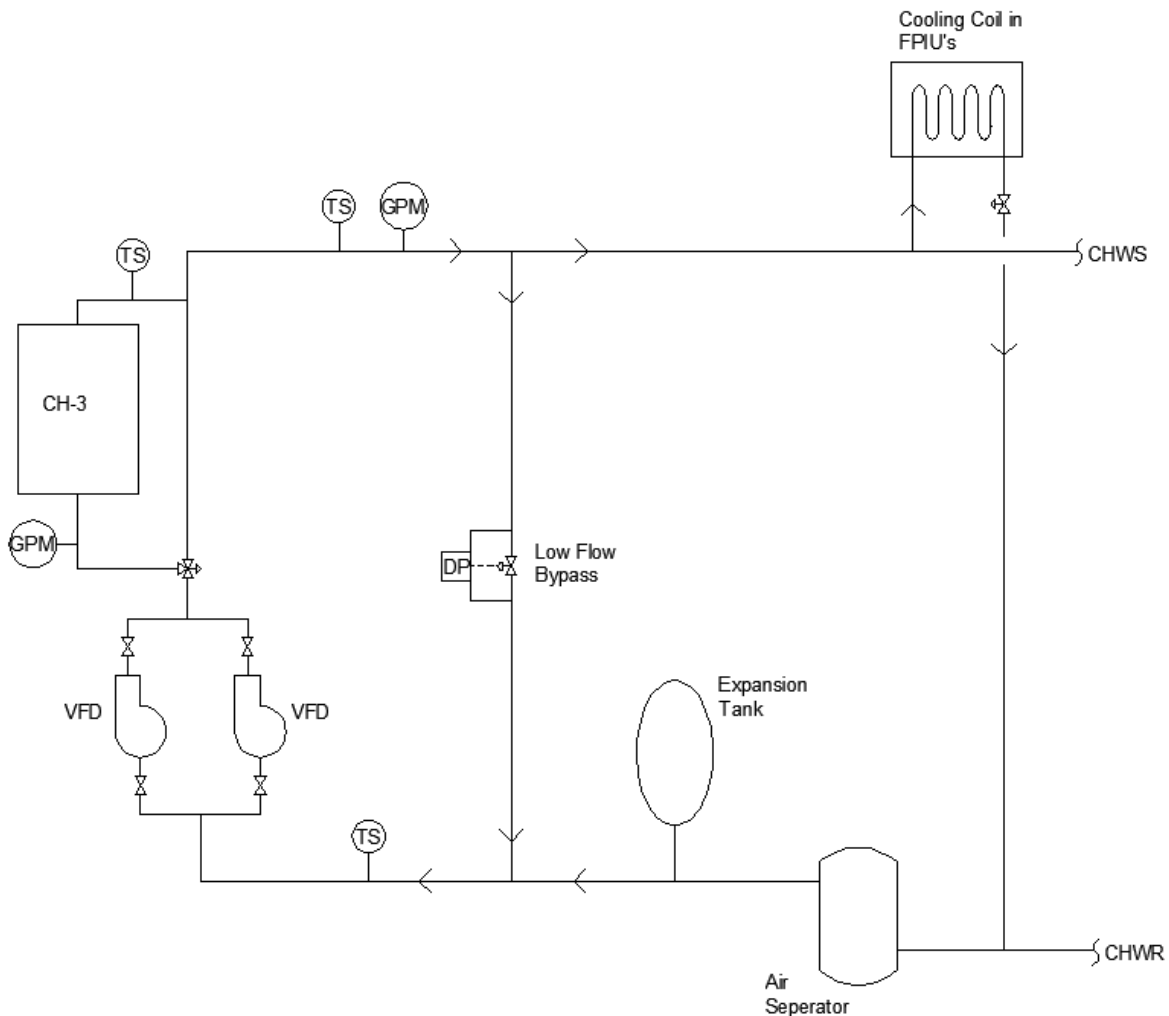 Cooling Coil in
FPIU's
TS
GPM
TS
CHWS
CH-3
GPM
DP
Low Flow
Bypass
VFD
VFD
Expansion
Tank
TS
CHWR
Air
Seperator